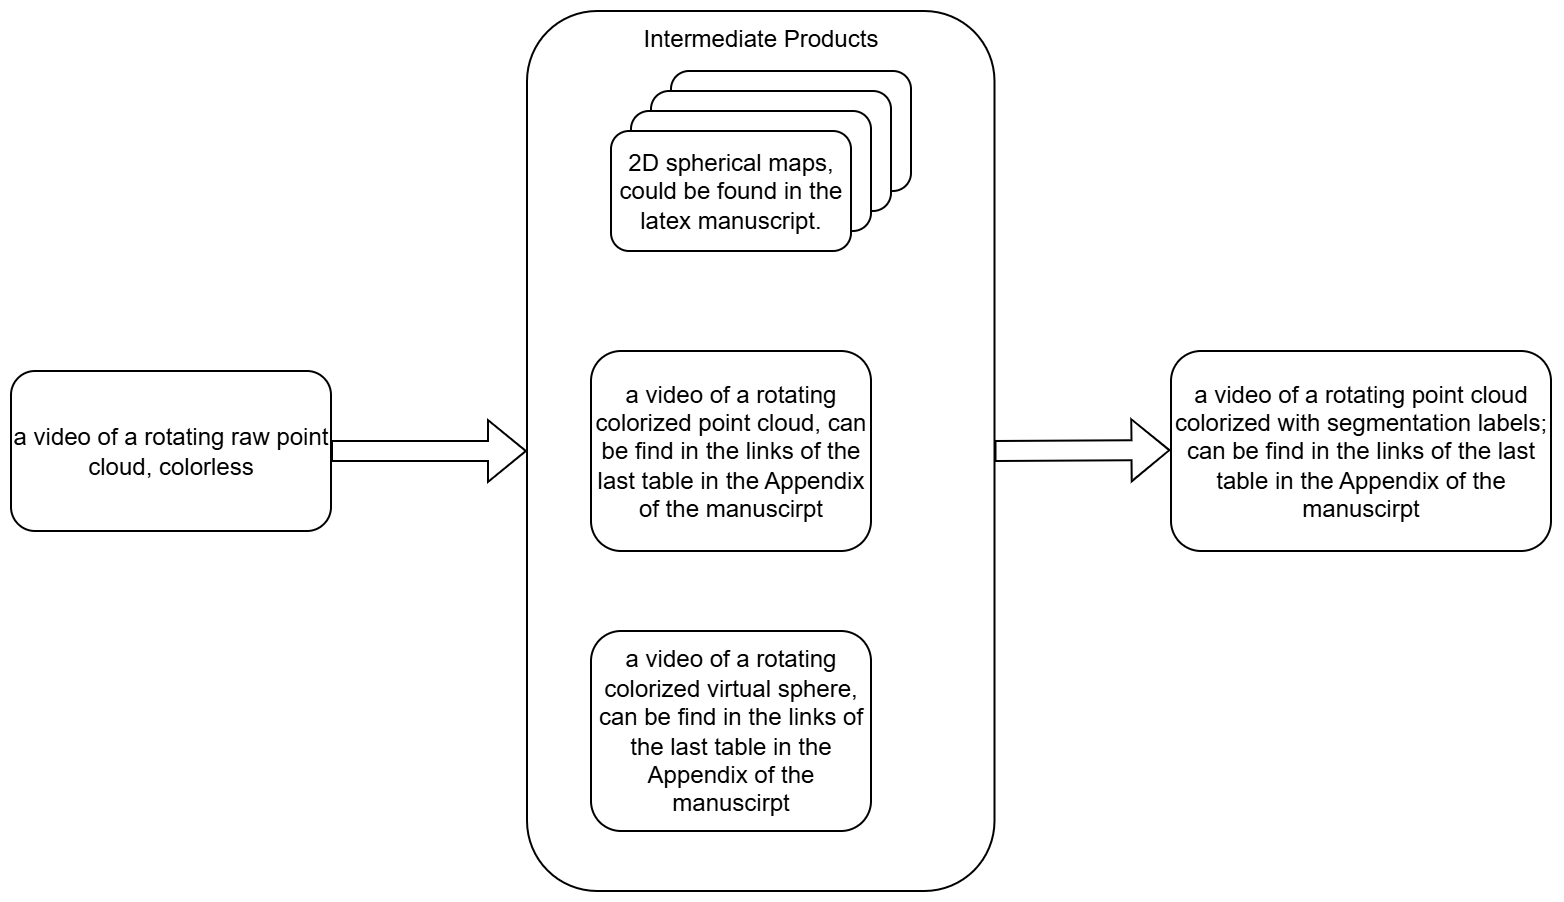 Intermediate Products
2D spherical maps,
could be found in the
latex manuscript.
a video of a rotating raw point
cloud, colorless
a video of a rotating
colorized point cloud, can
be find in the links of the
last table in the Appendix
of the manuscirpt
a video of a rotating
colorized virtual sphere,
can be find in the links of
the last table in the
Appendix of the
manuscirpt
a video of a rotating point cloud
colorized with segmentation labels;
can be find in the links of the last
table in the Appendix of the
manuscirpt